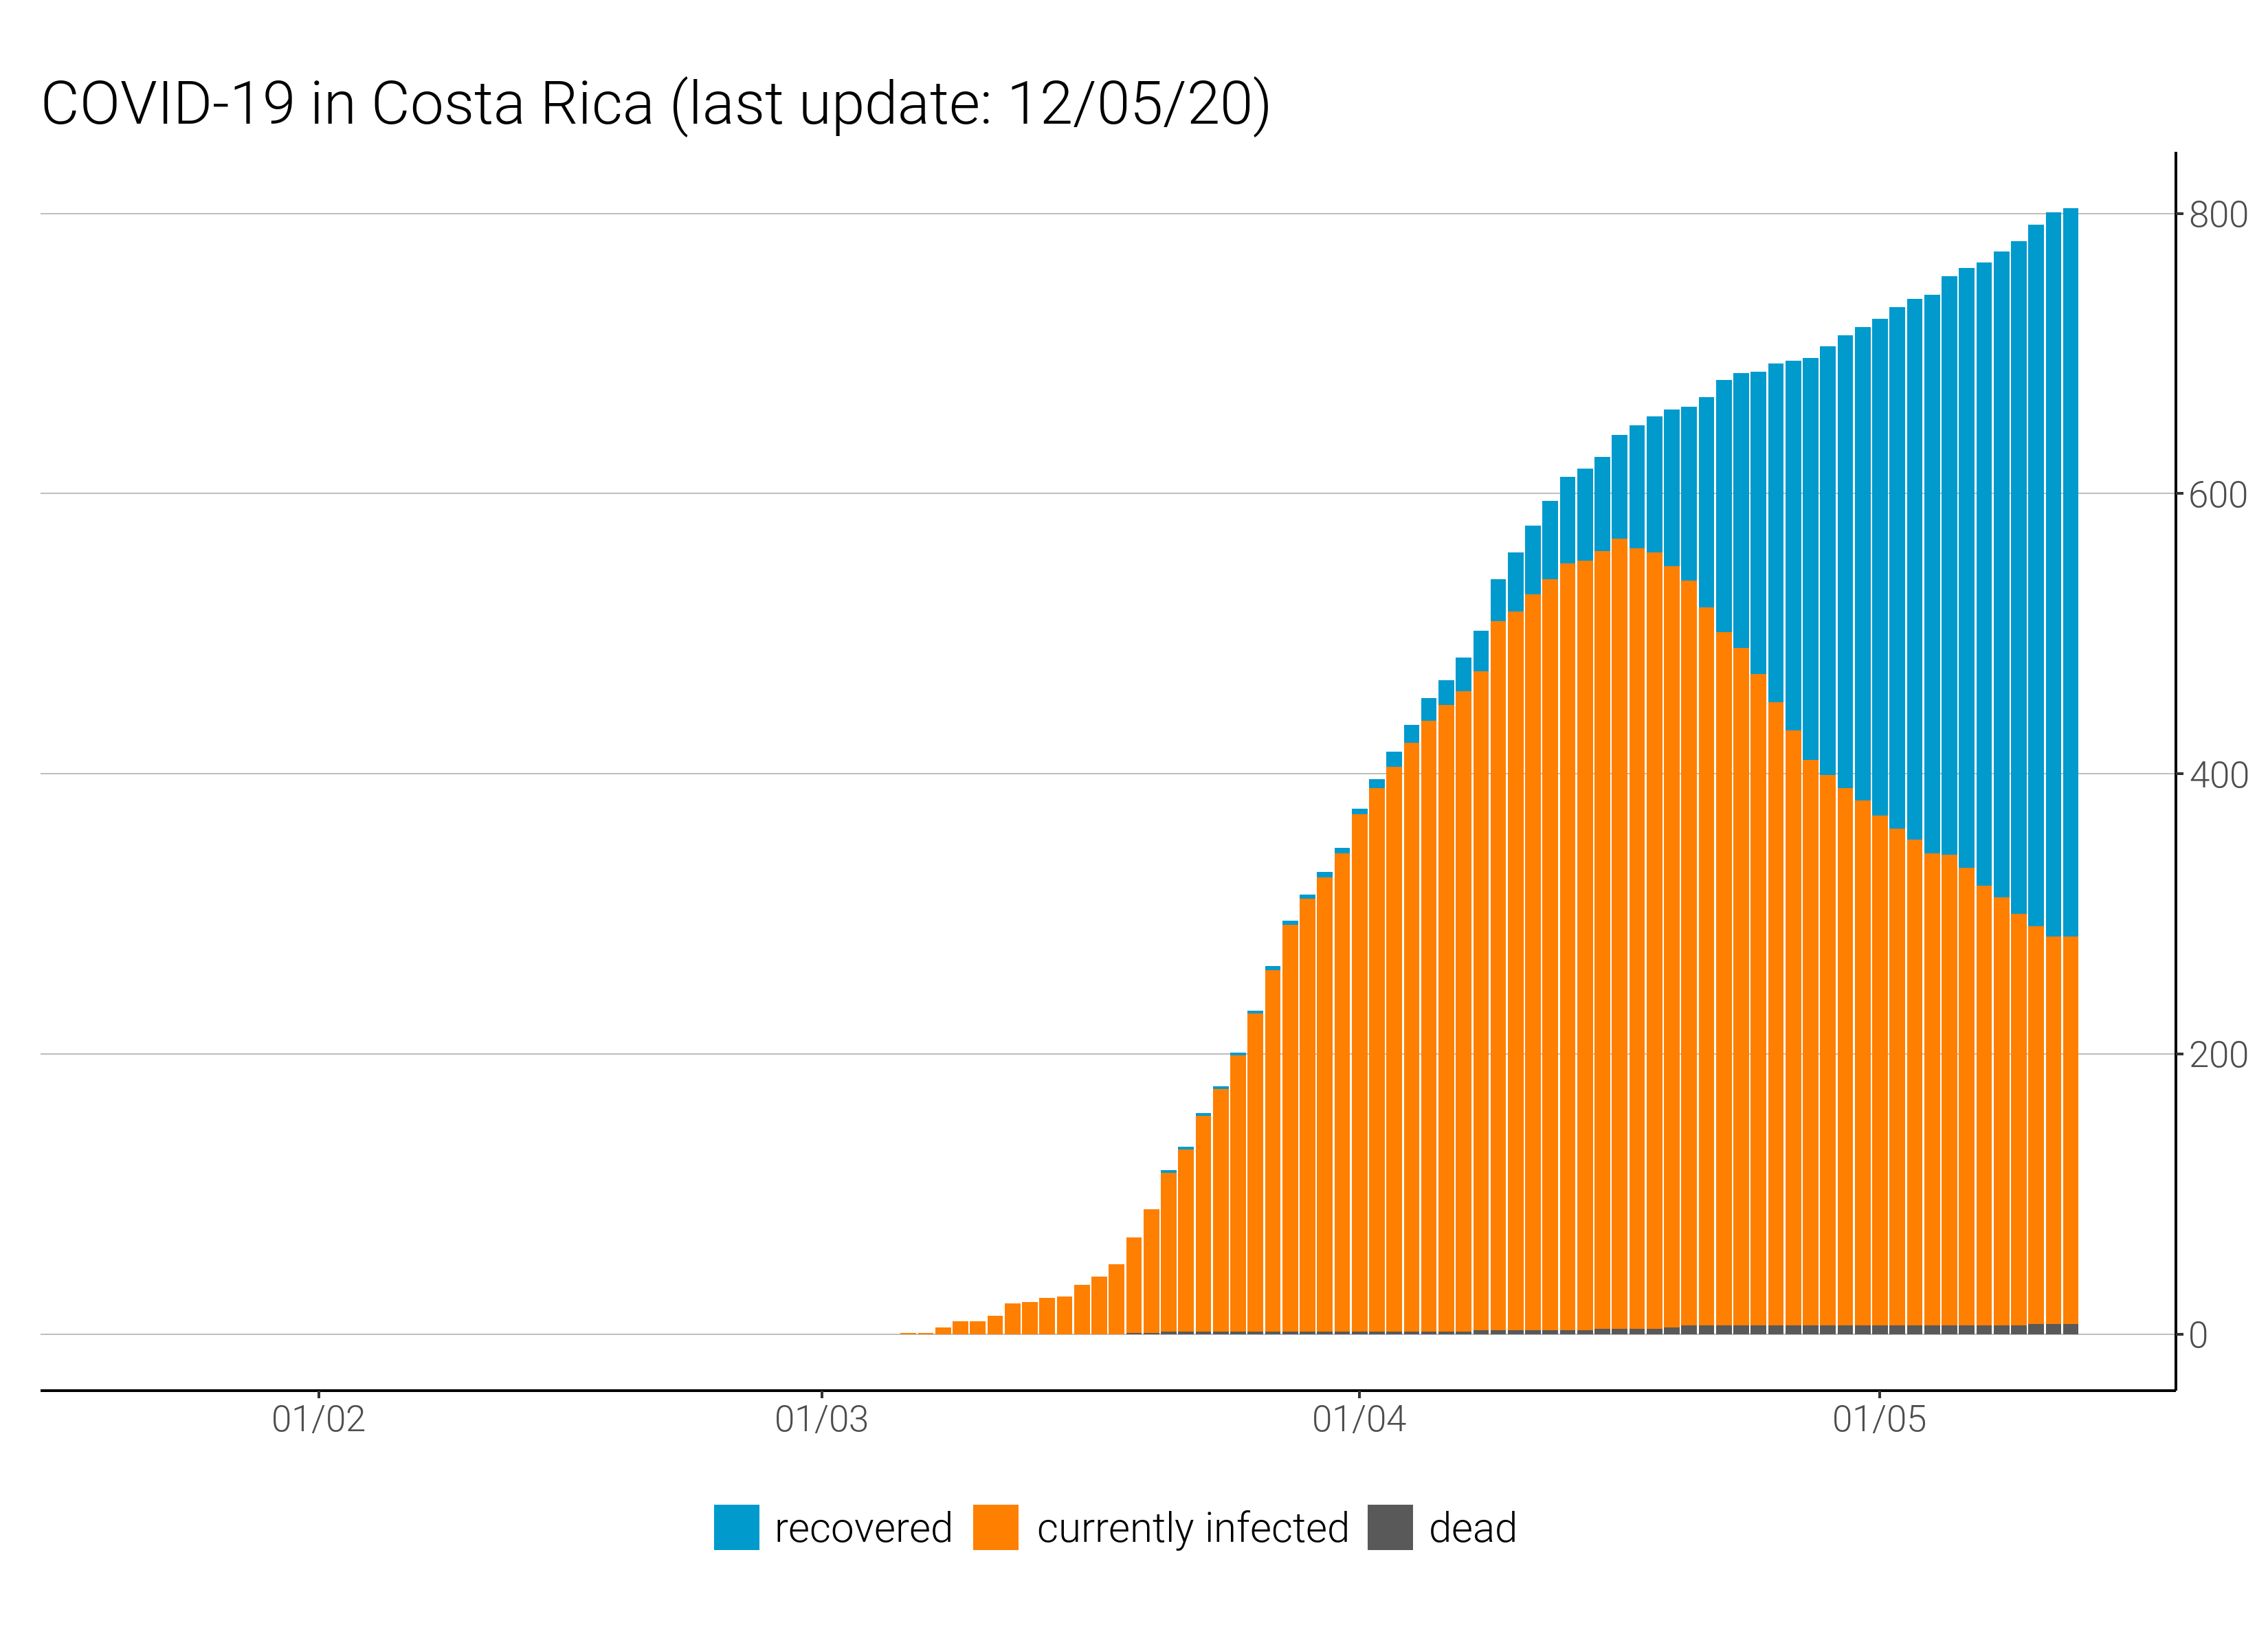 COVID-19 in Costa Rica (last update: 12/05/20)
800
600
400
200
0
01/02 01/03 01/04 01/05
recovered currently infected dead